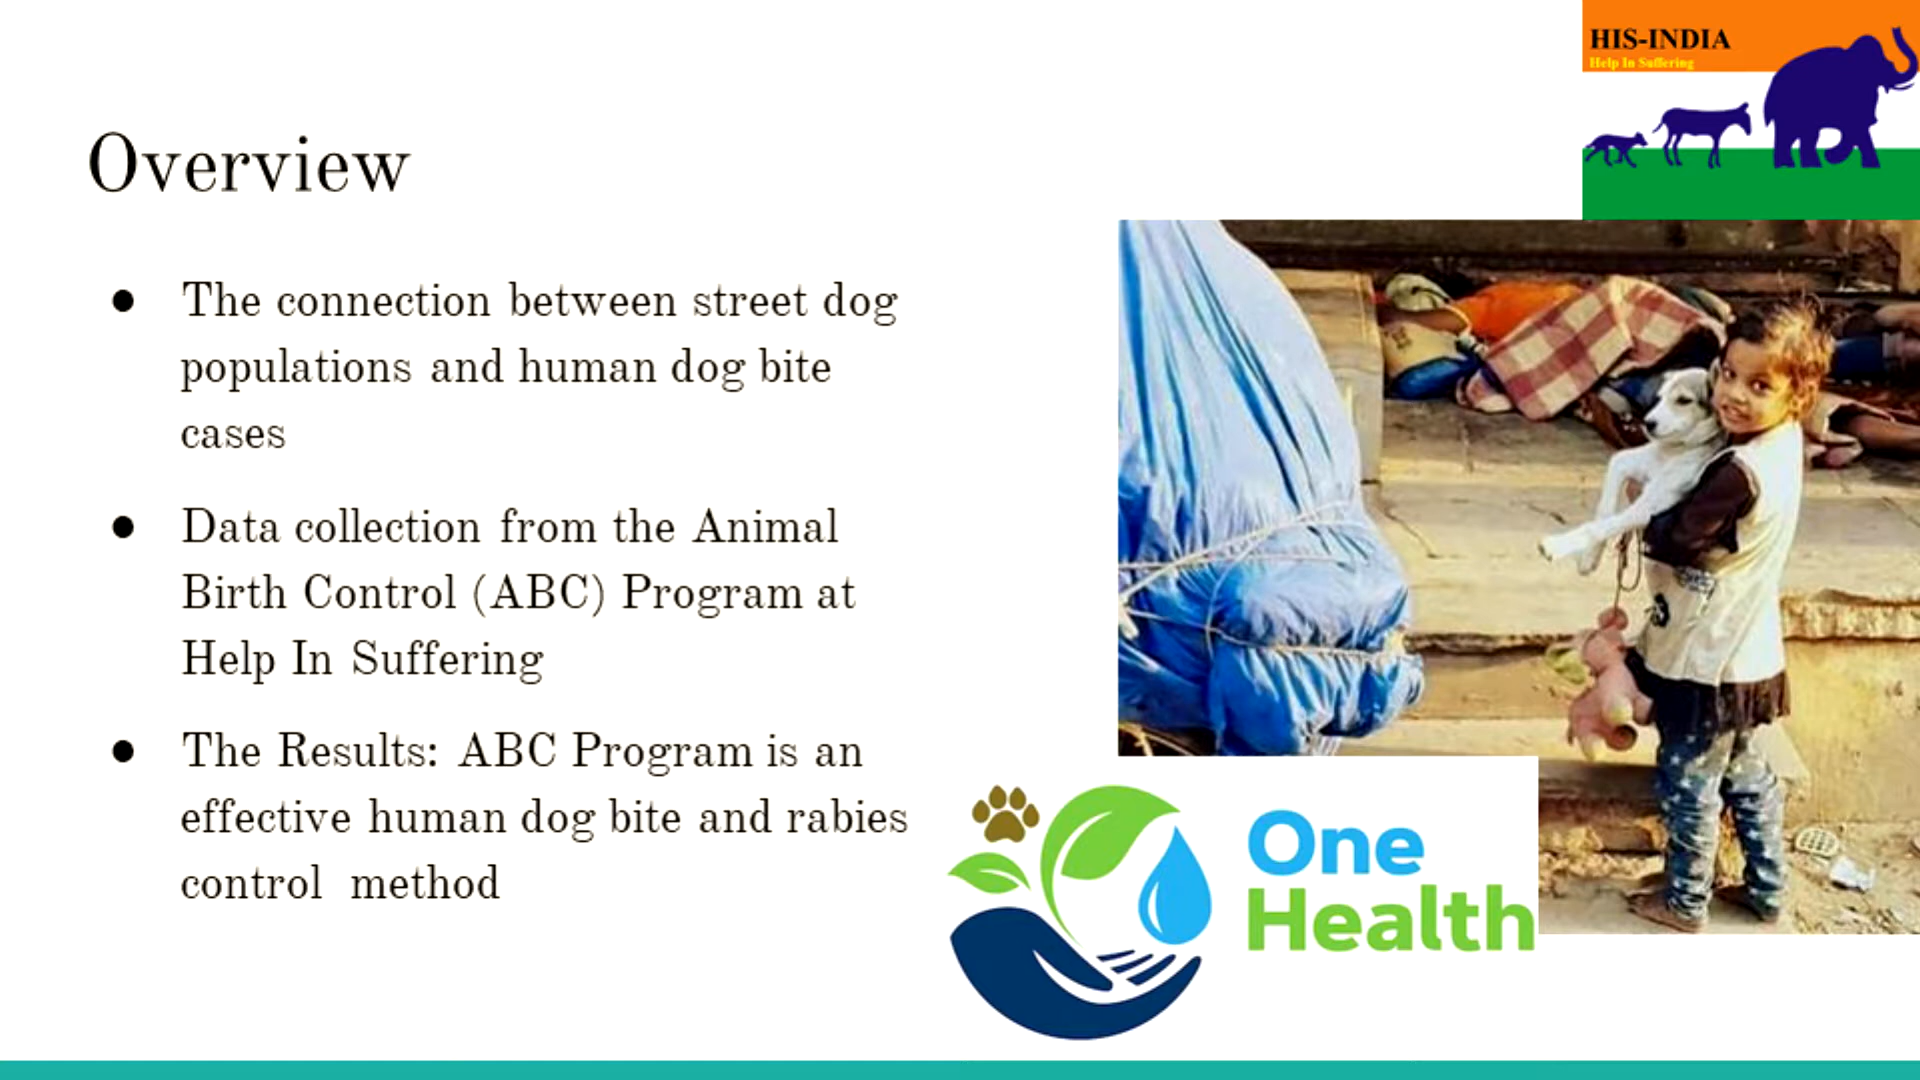 HIS-INDIA
Help In Suffering
Overview
● The connection between street dog
populations and human dog bite
cases
● Data collection from the Animal
Birth Control (ABC) Program at
Help In Suffering
● The Results: ABC Program is an
effective human dog bite and rabies
control method
One
Health